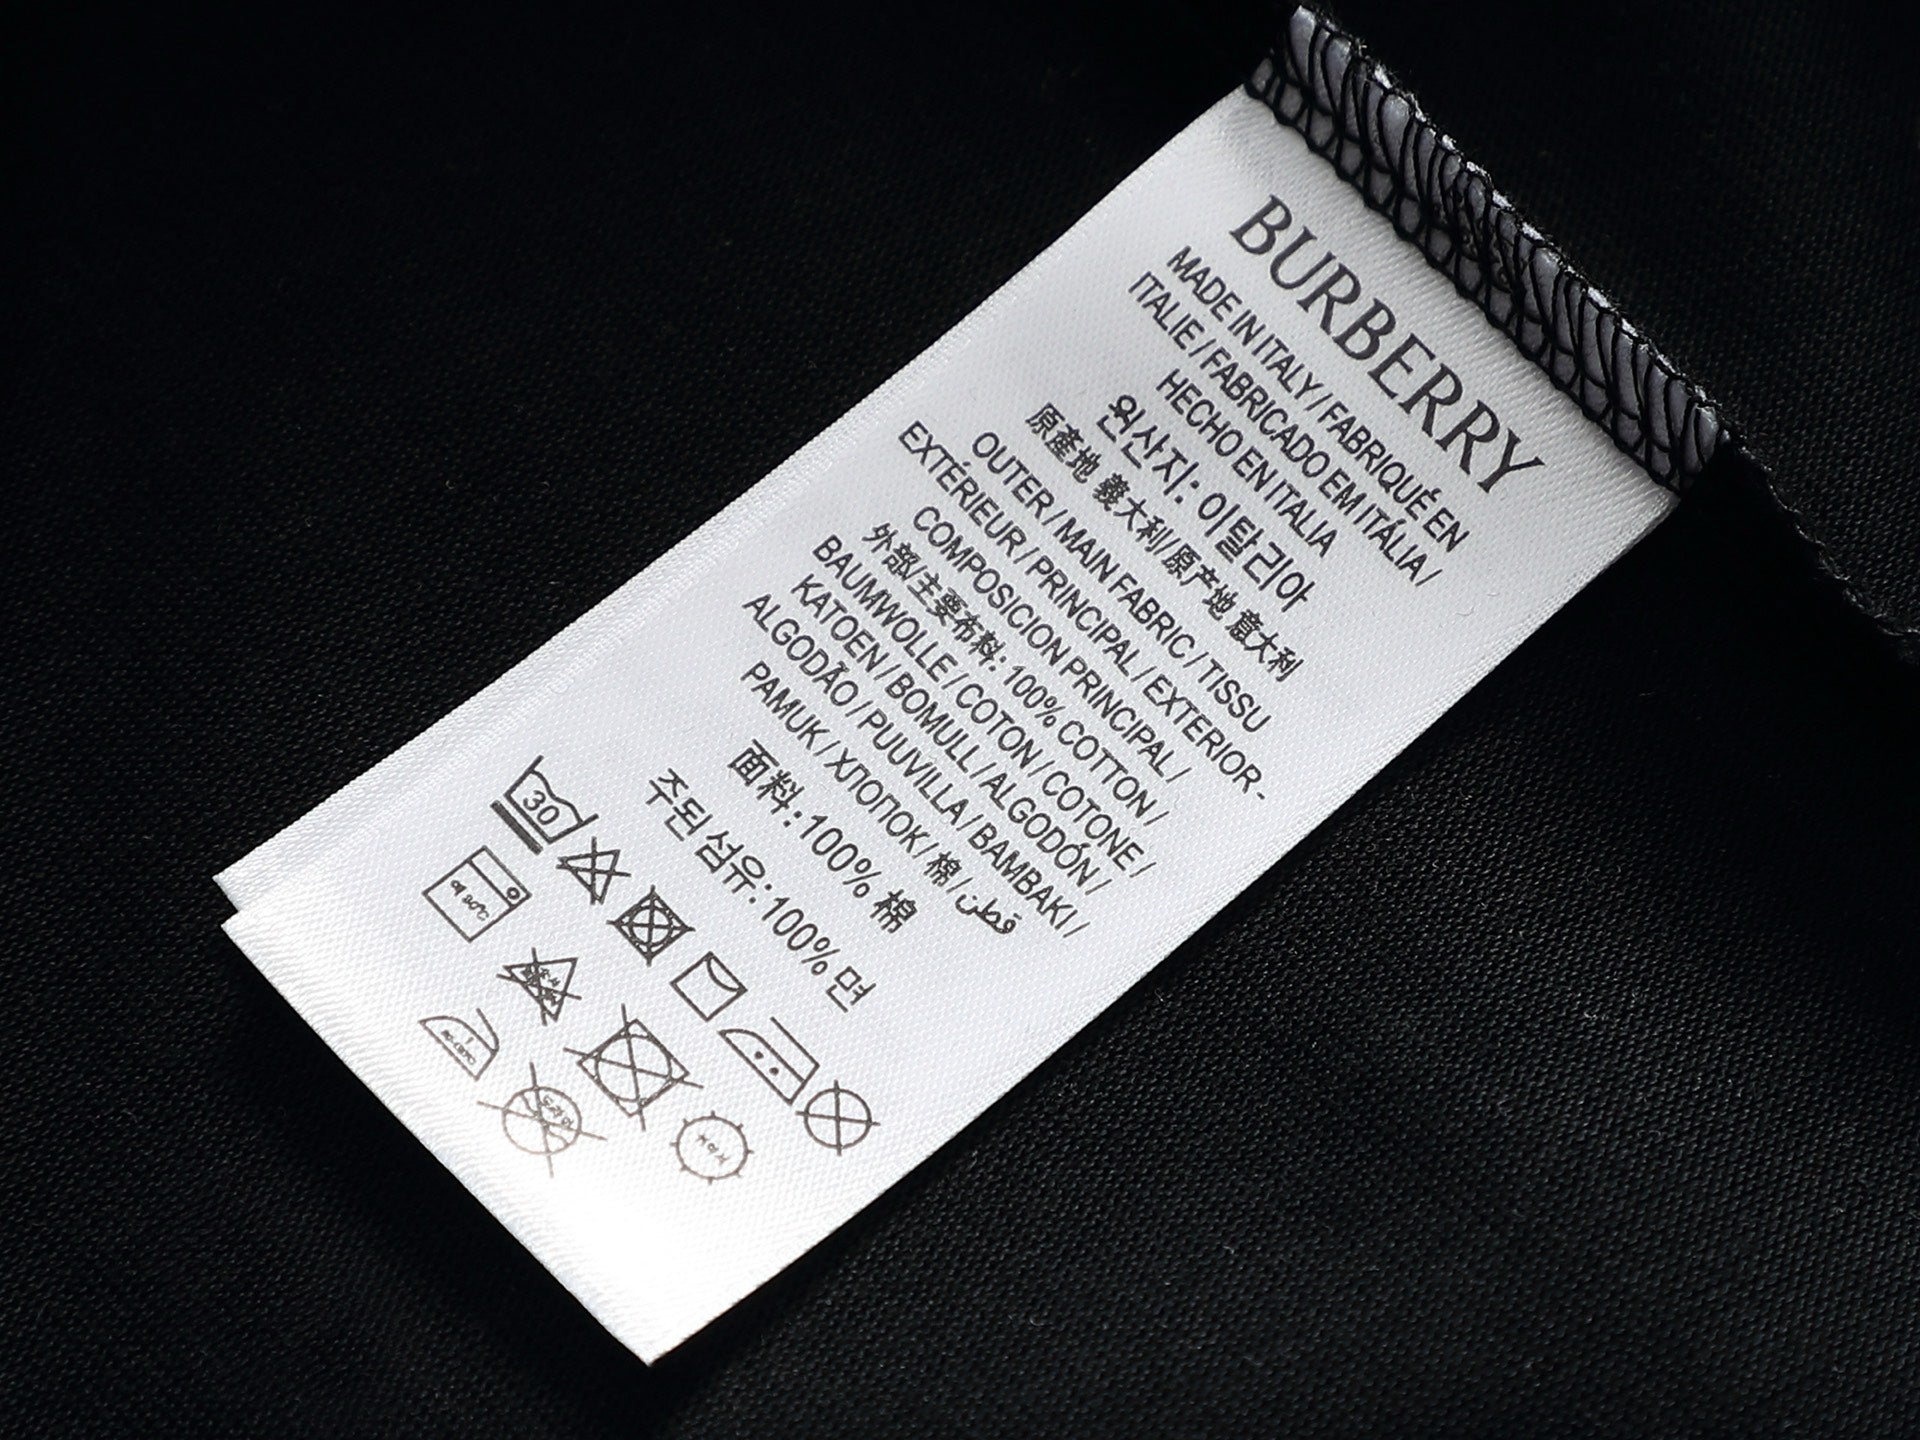 BURBERRY
MADE IN ITALY / FABRIQUÉ EN
ITALIE / FABRICADO EM ITÁLIA /
HECHO EN ITALIA
원산지: 이탈리아
原產地 義大利/原产地 意大利
OUTER / MAIN FABRIC / TISSU
EXTÉRIEUR / PRINCIPAL / EXTERIOR -
COMPOSICION PRINCIPAL /
外部/主要布料: 100% COTTON /
BAUMWOLLE / COTON / COTONE /
KATOEN / BOMULL / ALGODÓN /
ALGODÃO / PUUVILLA / BAMBAKI /
PAMUK / ХЛОПОК / 棉 / قطن
面料: 100% 棉
주된 섬유: 100% 면
30